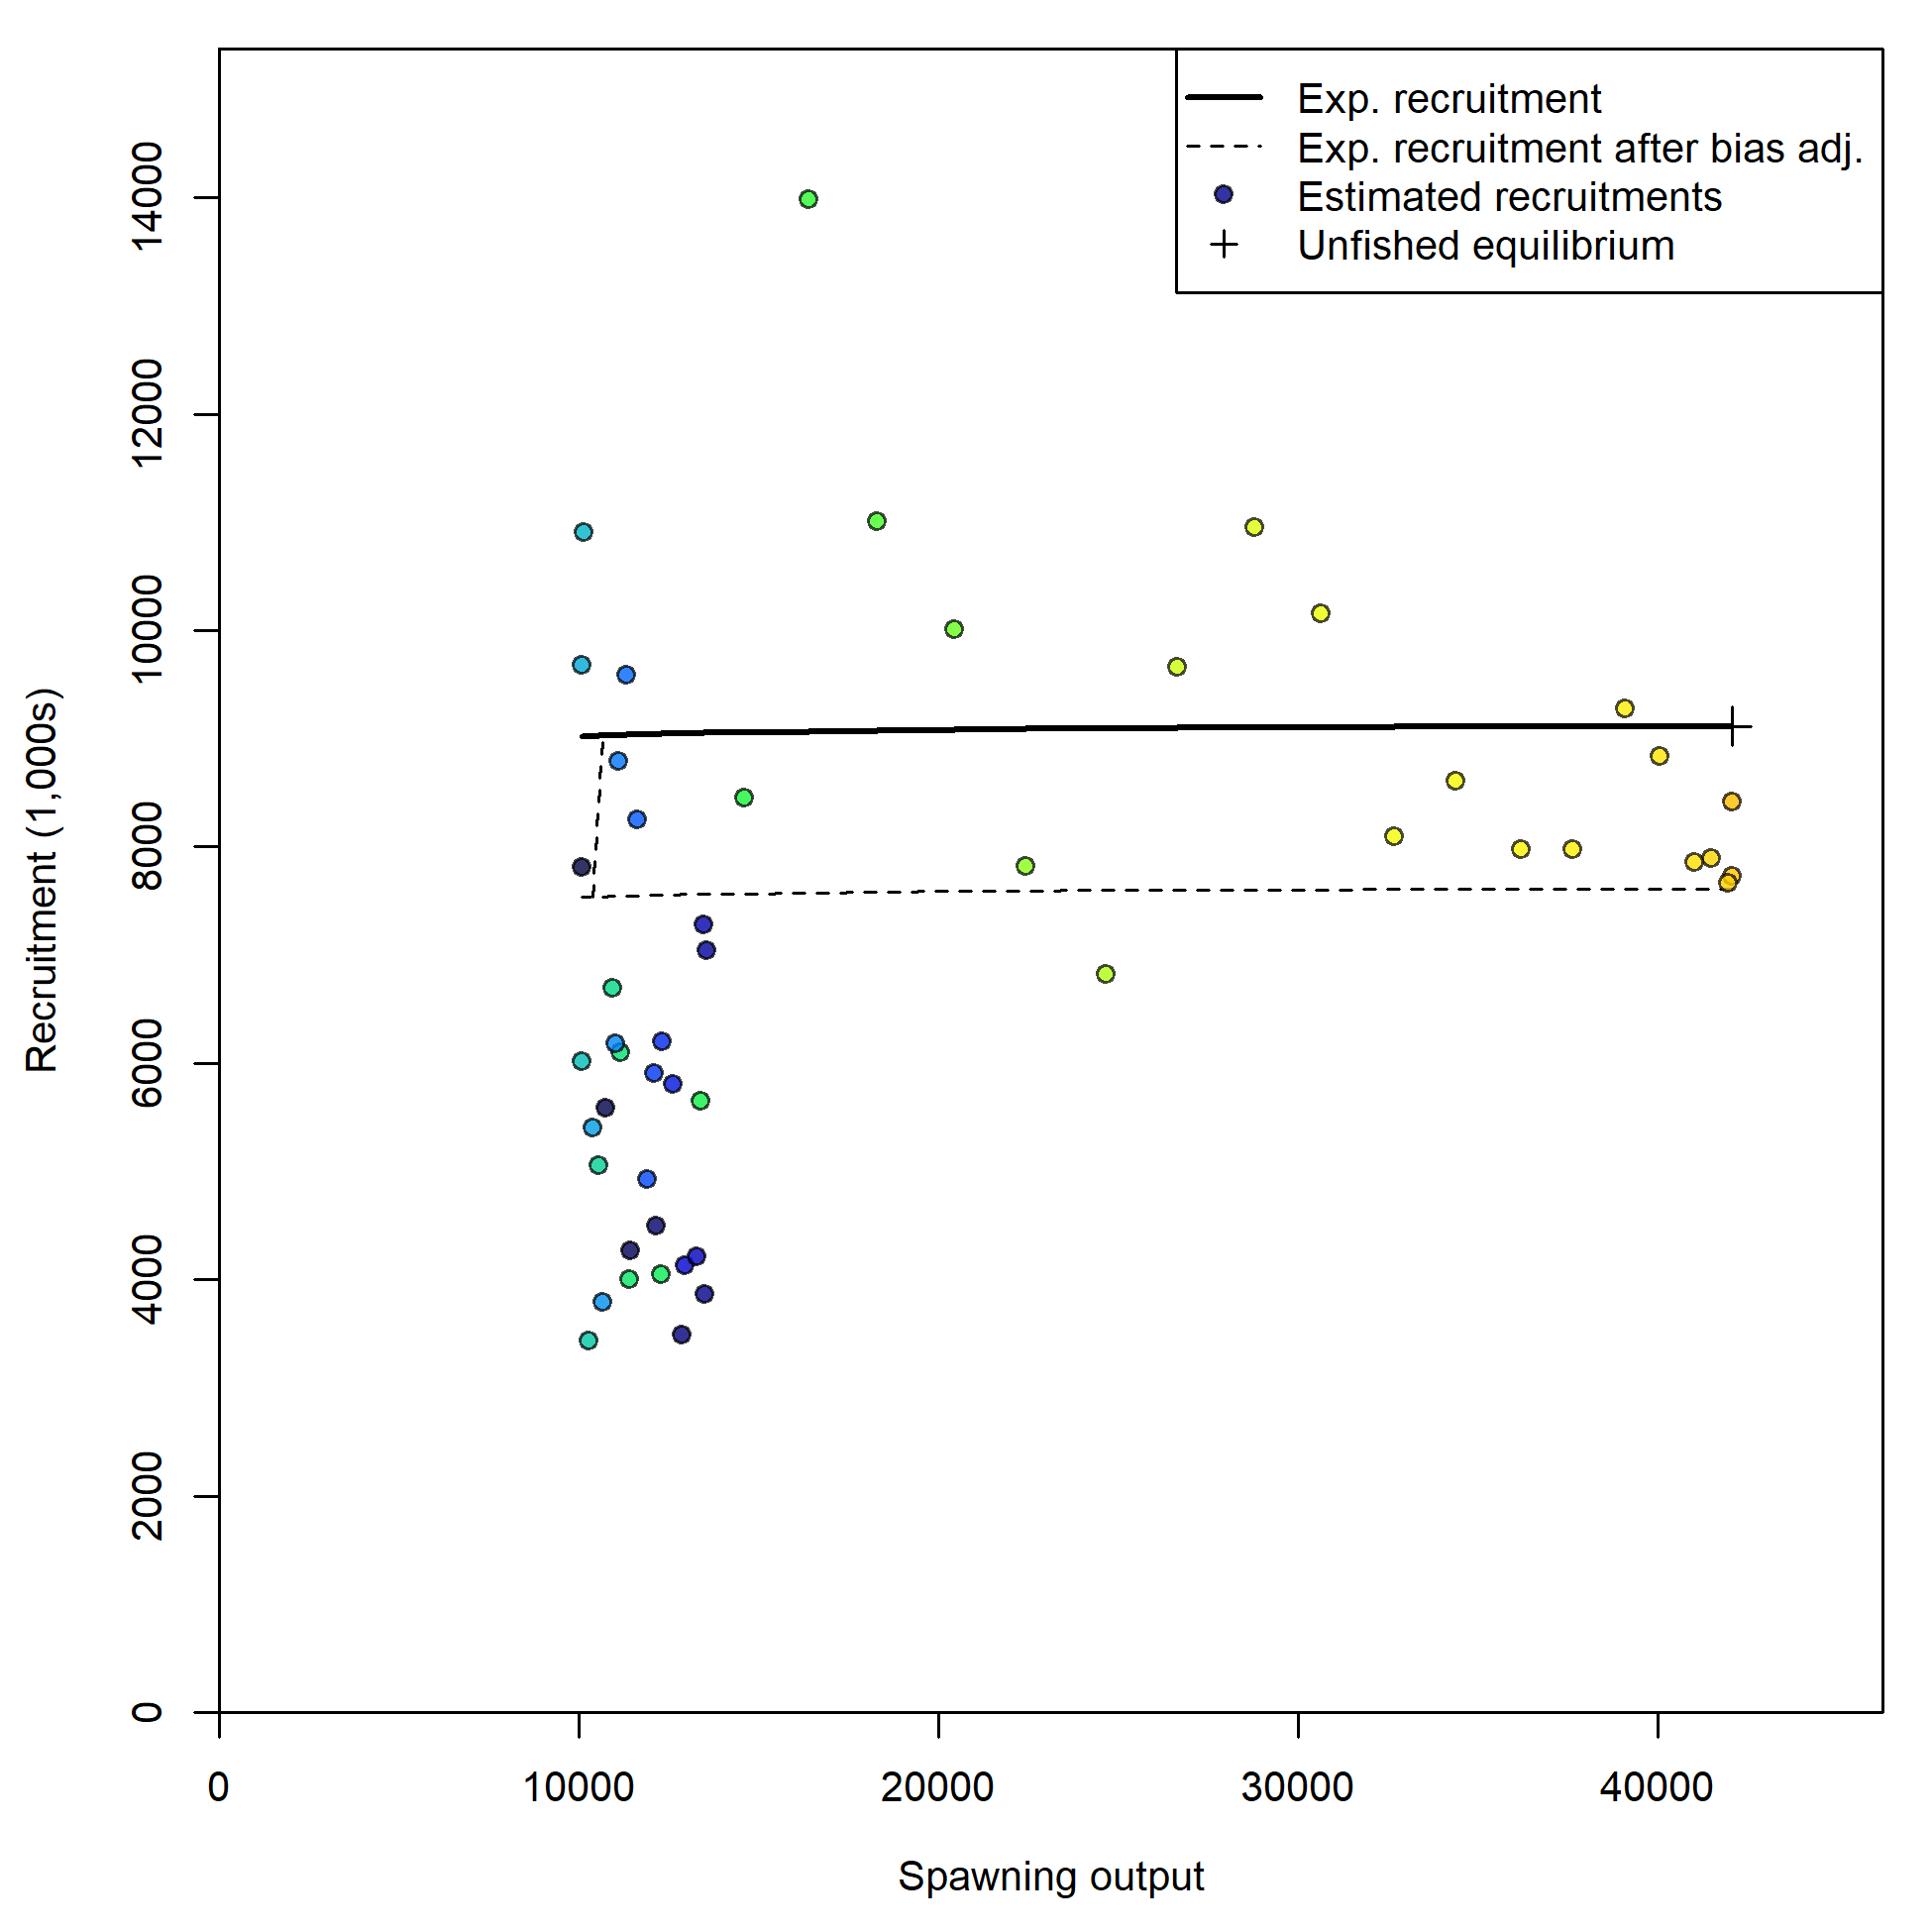 Exp. recruitment
Exp. recruitment after bias adj.
Estimated recruitments
Unfished equilibrium
14000
12000
10000
8000
6000
4000
2000
0
Recruitment (1,000s)
0 10000 20000 30000 40000
Spawning output